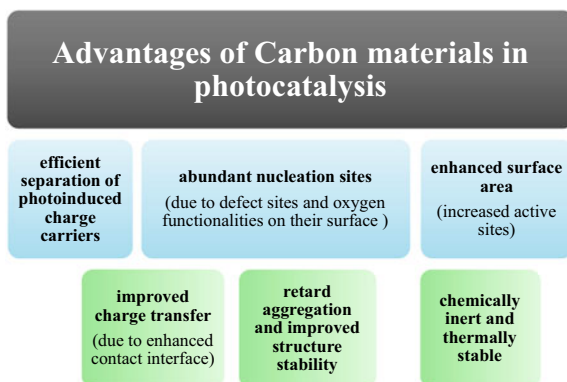 Advantages of Carbon materials in
photocatalysis
efficient
separation of
photoinduced
charge
carriers
abundant nucleation sites
(due to defect sites and oxygen
functionalities on their surface )
enhanced surface
area
(increased active
sites)
improved
charge transfer
(due to enhanced
contact interface)
retard
aggregation
and improved
structure
stability
chemically
inert and
thermally
stable